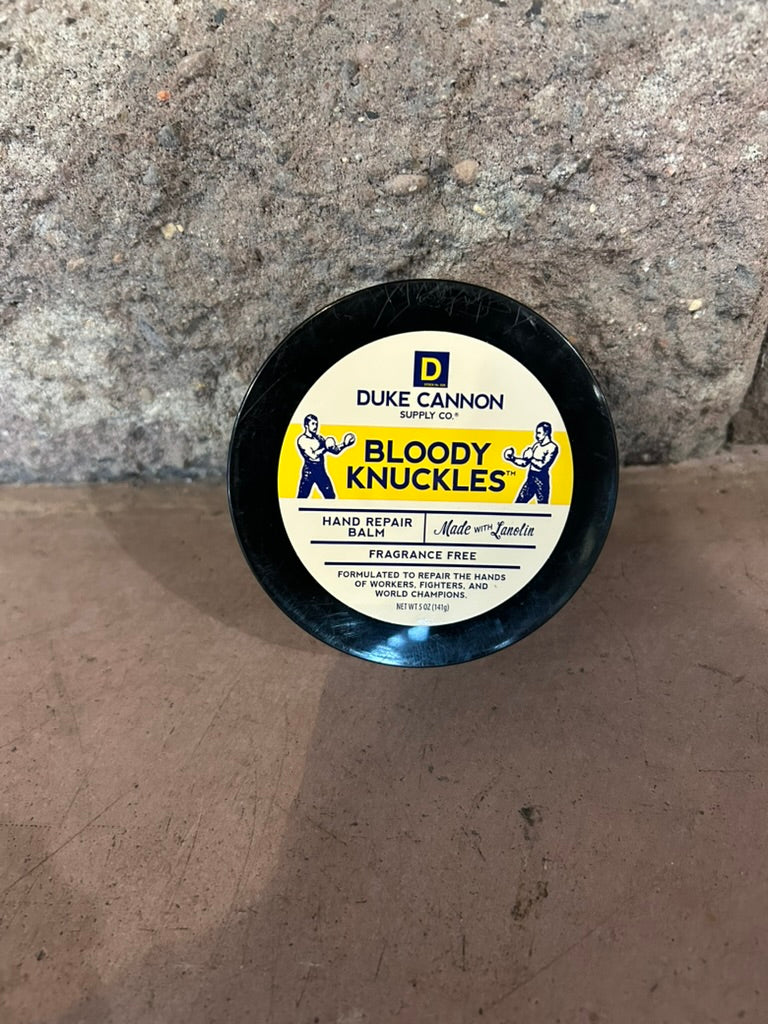 D
DUKE CANNON
SUPPLY CO.®
BLOODY
KNUCKLES™
HAND REPAIR
BALM
Made WITH Lanolin
FRAGRANCE FREE
FORMULATED TO REPAIR THE HANDS
OF WORKERS, FIGHTERS, AND
WORLD CHAMPIONS.
NET WT 5 OZ (141g)